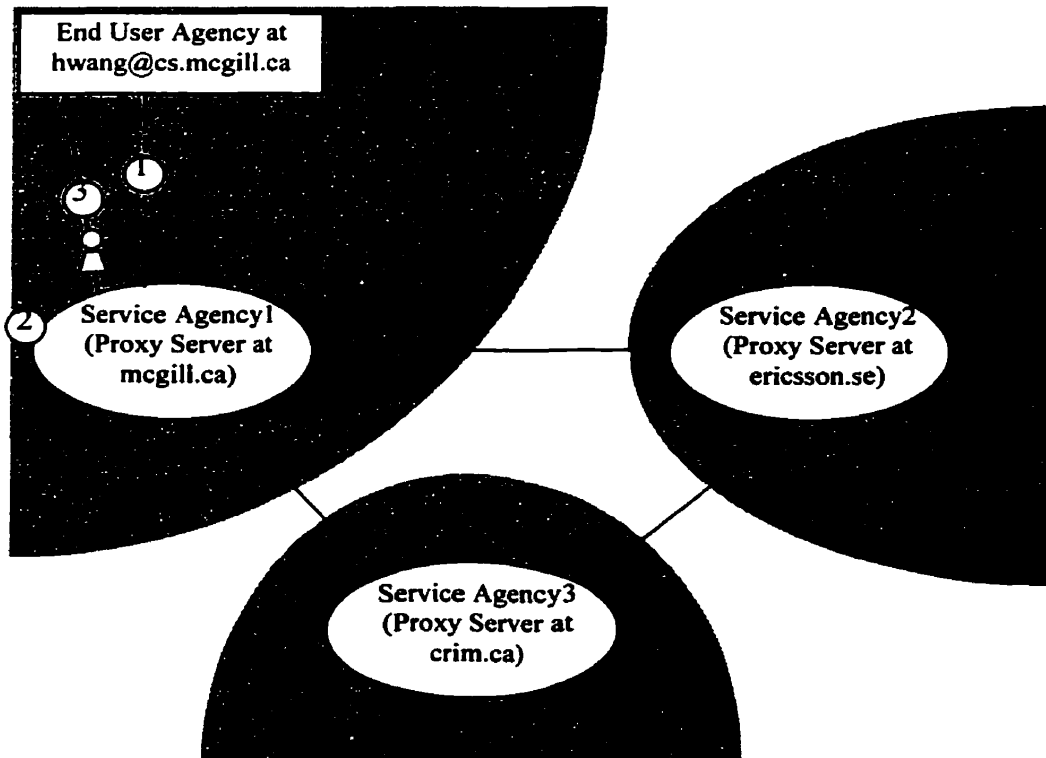 End User Agency at
hwang@cs.mcgill.ca
1
3
2
Service Agency1
(Proxy Server at
mcgill.ca)
Service Agency2
(Proxy Server at
ericsson.se)
Service Agency3
(Proxy Server at
crim.ca)